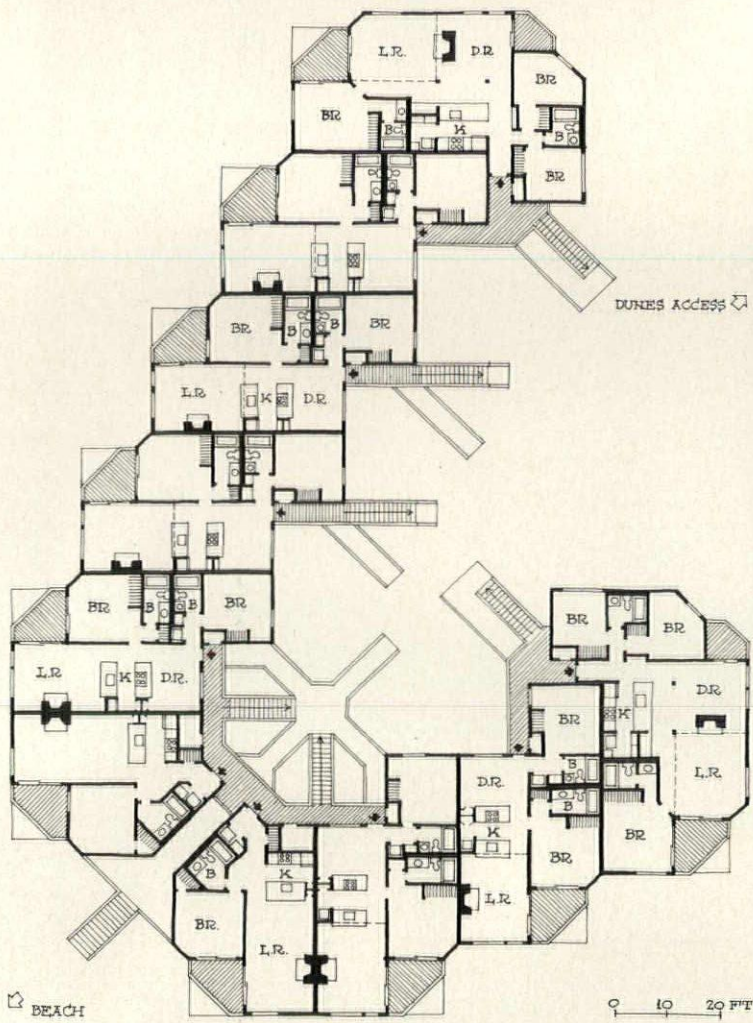 L.R. D.R.
BR
BR B B
K
BR
DUNES ACCESS
BR B B BR
L.R. K D.R.
BR B B BR
BR BR
L.R. K D.R.
D.R.
K
BR
L.R.
D.R. B
B
K
B K
BR
BR
BR.
L.R.
L.R.
BEACH
0 10 20 FT